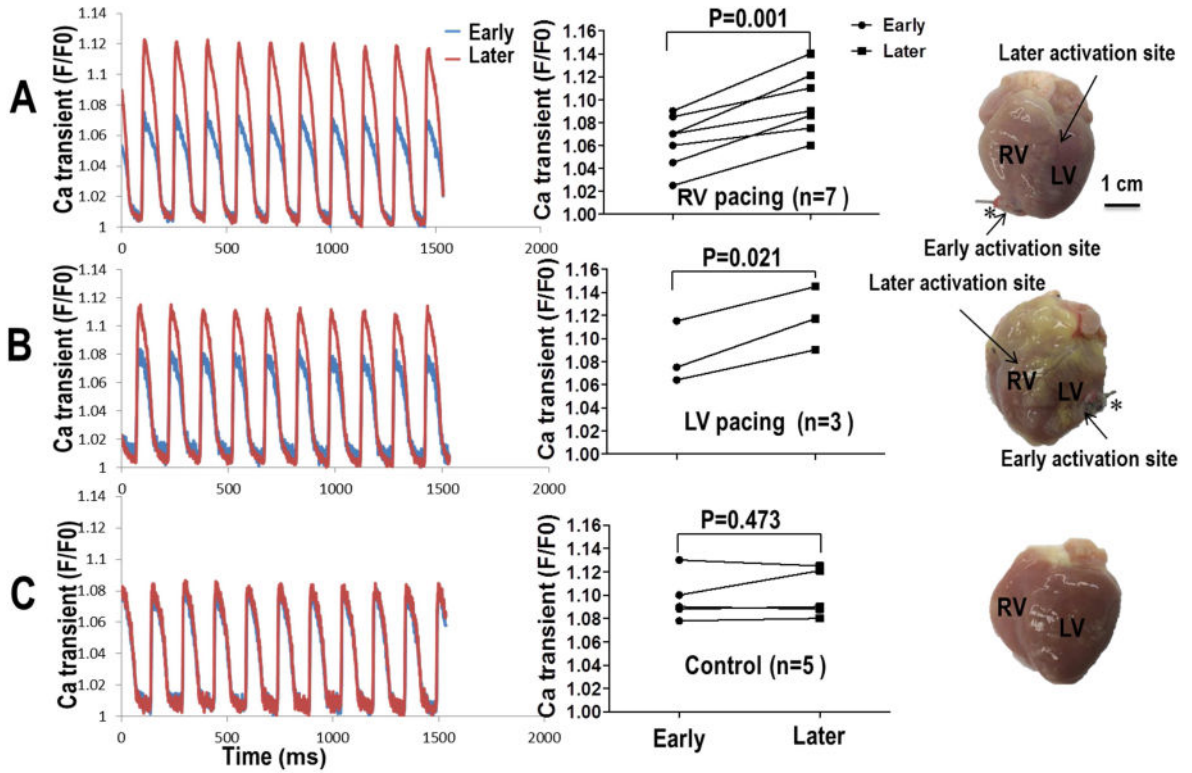 A
Ca transient (F/F0)
1.14
1.12
1.10
1.08
1.06
1.04
1.02
1
0
500
1000
1500
2000
Early
Later
Ca transient (F/F0)
1.16
1.14
1.12
1.10
1.08
1.06
1.04
1.02
1.00
P=0.001
Early
Later
RV pacing (n=7 )
Later activation site
RV
LV
1 cm
*
Early activation site
B
Ca transient (F/F0)
1.14
1.12
1.10
1.08
1.06
1.04
1.02
1
0
500
1000
1500
2000
Ca transient (F/F0)
1.16
1.14
1.12
1.10
1.08
1.06
1.04
1.02
1.00
P=0.021
LV pacing (n=3 )
Later activation site
RV
LV
*
Early activation site
C
Ca transient (F/F0)
1.14
1.12
1.1
1.08
1.06
1.04
1.02
1
0
500
1000
1500
2000
Time (ms)
Ca transient (F/F0)
1.16
1.14
1.12
1.10
1.08
1.06
1.04
1.02
1.00
P=0.473
Control (n=5 )
Early
Later
RV
LV